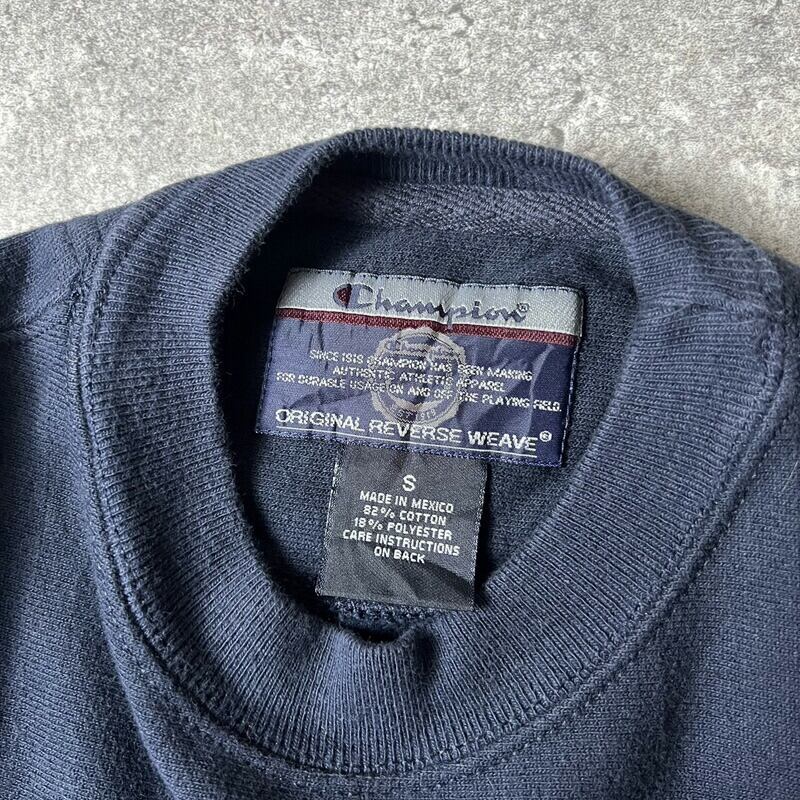 Champion®
SINCE 1919 CHAMPION HAS BEEN MAKING
AUTHENTIC ATHLETIC APPAREL
FOR DURABLE USAGE ON AND OFF THE PLAYING FIELD.
ORIGINAL REVERSE WEAVE®
S
MADE IN MEXICO
82% COTTON
18% POLYESTER
CARE INSTRUCTIONS
ON BACK